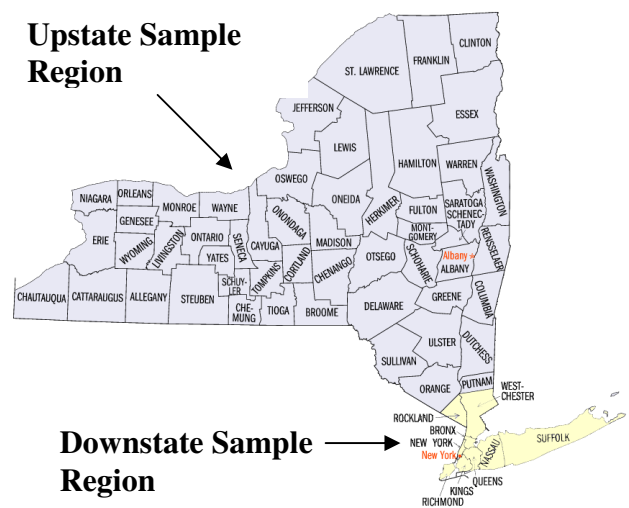 Upstate Sample
Region
CLINTON
FRANKLIN
ST. LAWRENCE
JEFFERSON
ESSEX
LEWIS
HAMILTON
WARREN
WASHINGTON
OSWEGO
ONEIDA
HERKIMER
NIAGARA
ORLEANS
MONROE
WAYNE
FULTON
SARATOGA
SCHENEC-
TADY
GENESEE
ONONDAGA
MONT-
GOMERY
RENSSELAER
ERIE
WYOMING
LIVINGSTON
ONTARIO
YATES
SENECA
CAYUGA
MADISON
CORTLAND
CHENANGO
OTSEGO
SCHOHARIE
Albany
ALBANY
TOMPKINS
SCHUY-
LER
CHAUTAUQUA
CATTARAUGUS
ALLEGANY
STEUBEN
CHE-
MUNG
TIOGA
BROOME
DELAWARE
GREENE
COLUMBIA
ULSTER
DUTCHESS
SULLIVAN
ORANGE
PUTNAM
WEST-
CHESTER
ROCKLAND
BRONX
NEW YORK
New York
NASSAU
SUFFOLK
QUEENS
KINGS
RICHMOND
Downstate Sample
Region